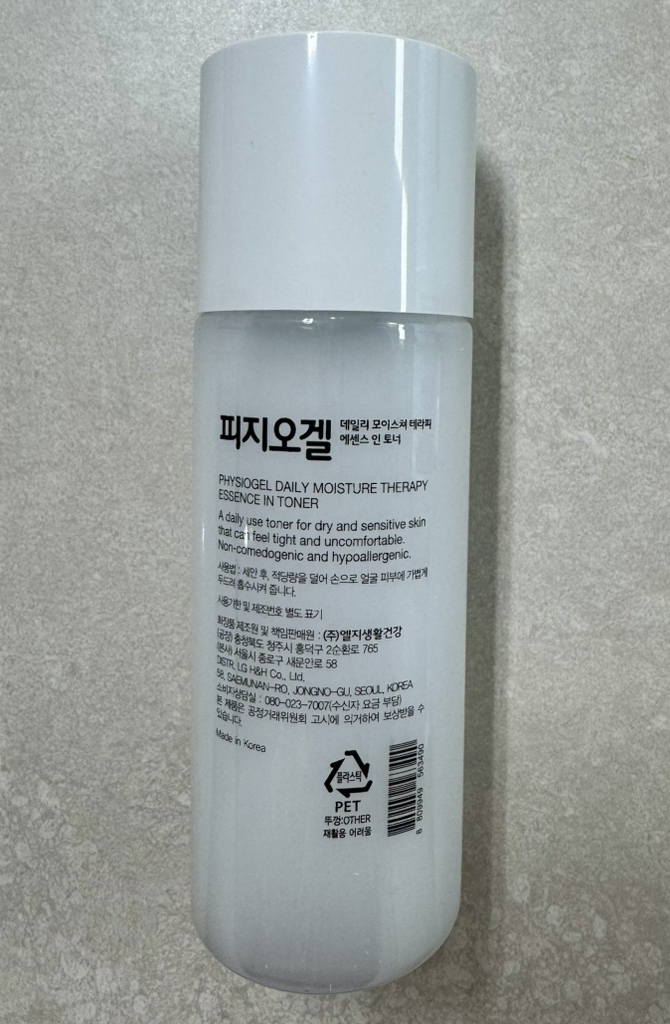 피지오겔 데일리 모이스쳐 테라피
에센스 인 토너
PHYSIOGEL DAILY MOISTURE THERAPY
ESSENCE IN TONER
A daily use toner for dry and sensitive skin
that can feel tight and uncomfortable.
Non-comedogenic and hypoallergenic.
사용법 : 세안 후, 적당량을 덜어 손으로 얼굴 피부에 가볍게
두드려 흡수시켜 줍니다.
사용기한 및 제조번호 별도 표기
화장품 제조원 및 책임판매원 : (주)엘지생활건강
(공장) 충청북도 청주시 흥덕구 2순환로 765
(본사) 서울시 종로구 새문안로 58
DISTR. LG H&H Co., Ltd.
58, SAEMUNAN-RO, JONGNO-GU, SEOUL, KOREA
소비자상담실 : 080-023-7007(수신자 요금 부담)
본 제품은 공정거래위원회 고시에 의거하여 보상받을 수
있습니다.
Made in Korea
플라스틱
PET
뚜껑:OTHER
재활용 어려움
8 809949 563490